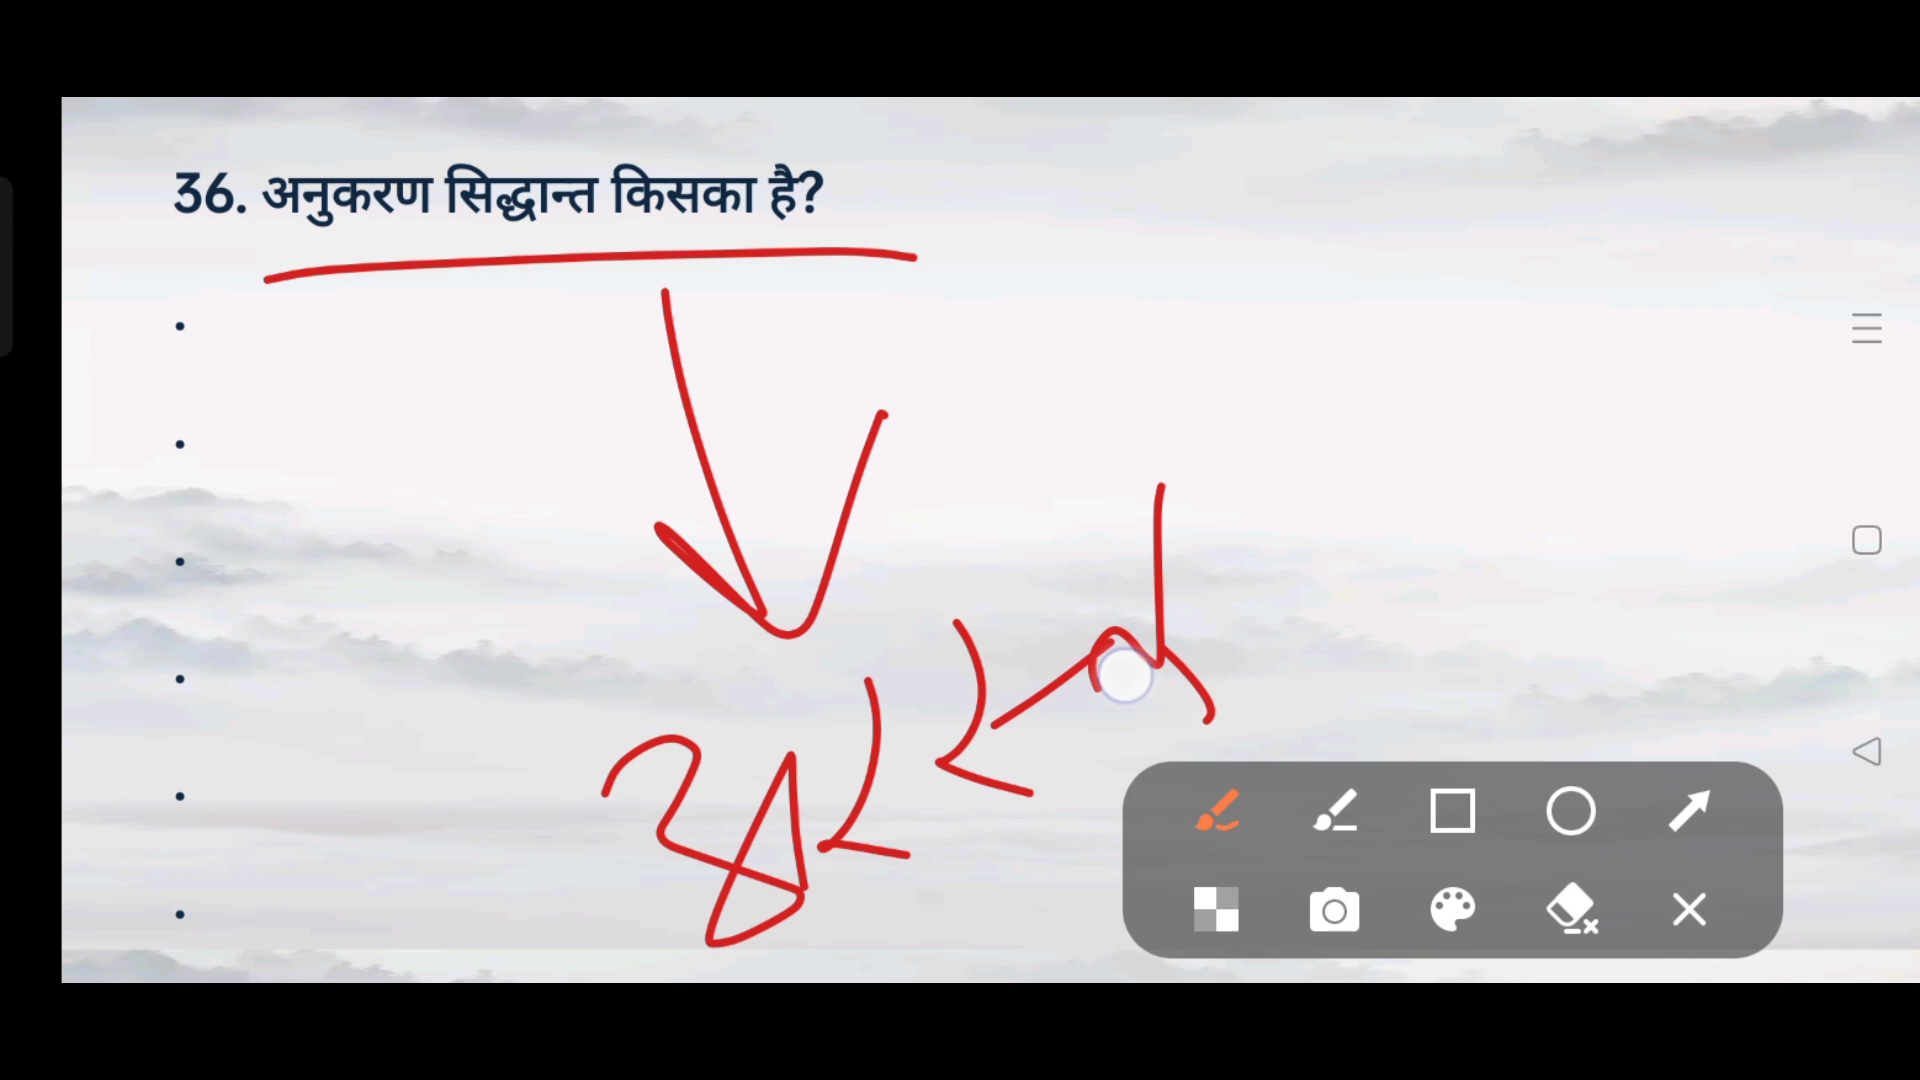 36. अनुकरण सिद्धान्त किसका है?